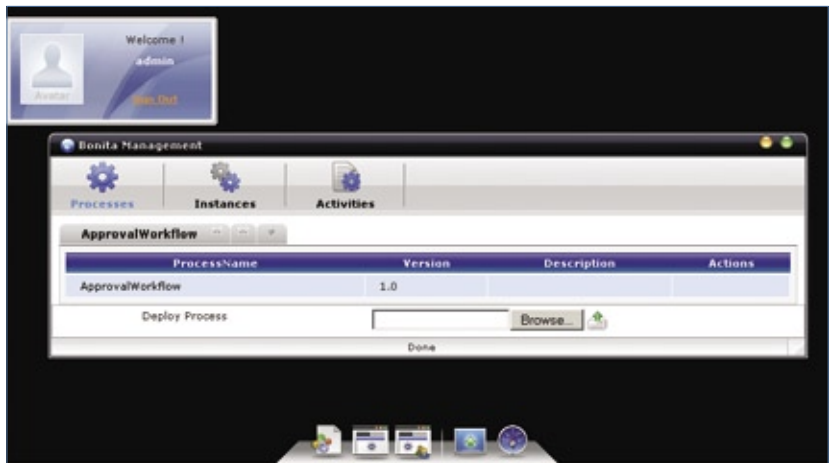 Welcome !
admin
Avatar
Sign Out
Bonita Management
Processes
Instances
Activities
ApprovalWorkflow
ProcessName Version Description Actions
ApprovalWorkflow 1.0
Deploy Process Browse...
Done